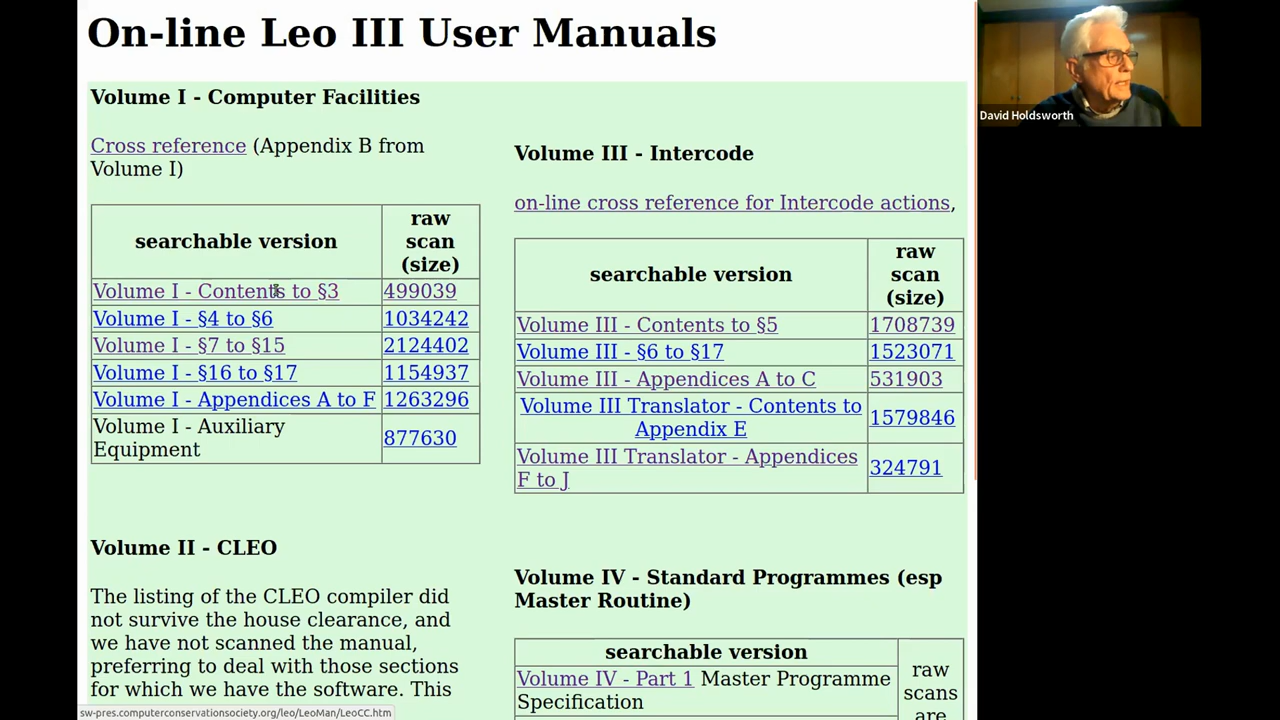 On-line Leo III User Manuals
Volume I - Computer Facilities
Cross reference (Appendix B from
Volume I)
searchable version
raw
scan
(size)
Volume I - Contents to §3
499039
Volume I - §4 to §6
1034242
Volume I - §7 to §15
2124402
Volume I - §16 to §17
1154937
Volume I - Appendices A to F
1263296
Volume I - Auxiliary
Equipment
877630
Volume II - CLEO
The listing of the CLEO compiler did
not survive the house clearance, and
we have not scanned the manual,
preferring to deal with those sections
for which we have the software. This
Volume III - Intercode
on-line cross reference for Intercode actions,
searchable version
raw
scan
(size)
Volume III - Contents to §5
1708739
Volume III - §6 to §17
1523071
Volume III - Appendices A to C
531903
Volume III Translator - Contents to
Appendix E
1579846
Volume III Translator - Appendices
F to J
324791
Volume IV - Standard Programmes (esp
Master Routine)
searchable version
Volume IV - Part 1 Master Programme
Specification
raw
scans
are
David Holdsworth
sw-pres.computerconservationsociety.org/leo/LeoMan/LeoCC.htm